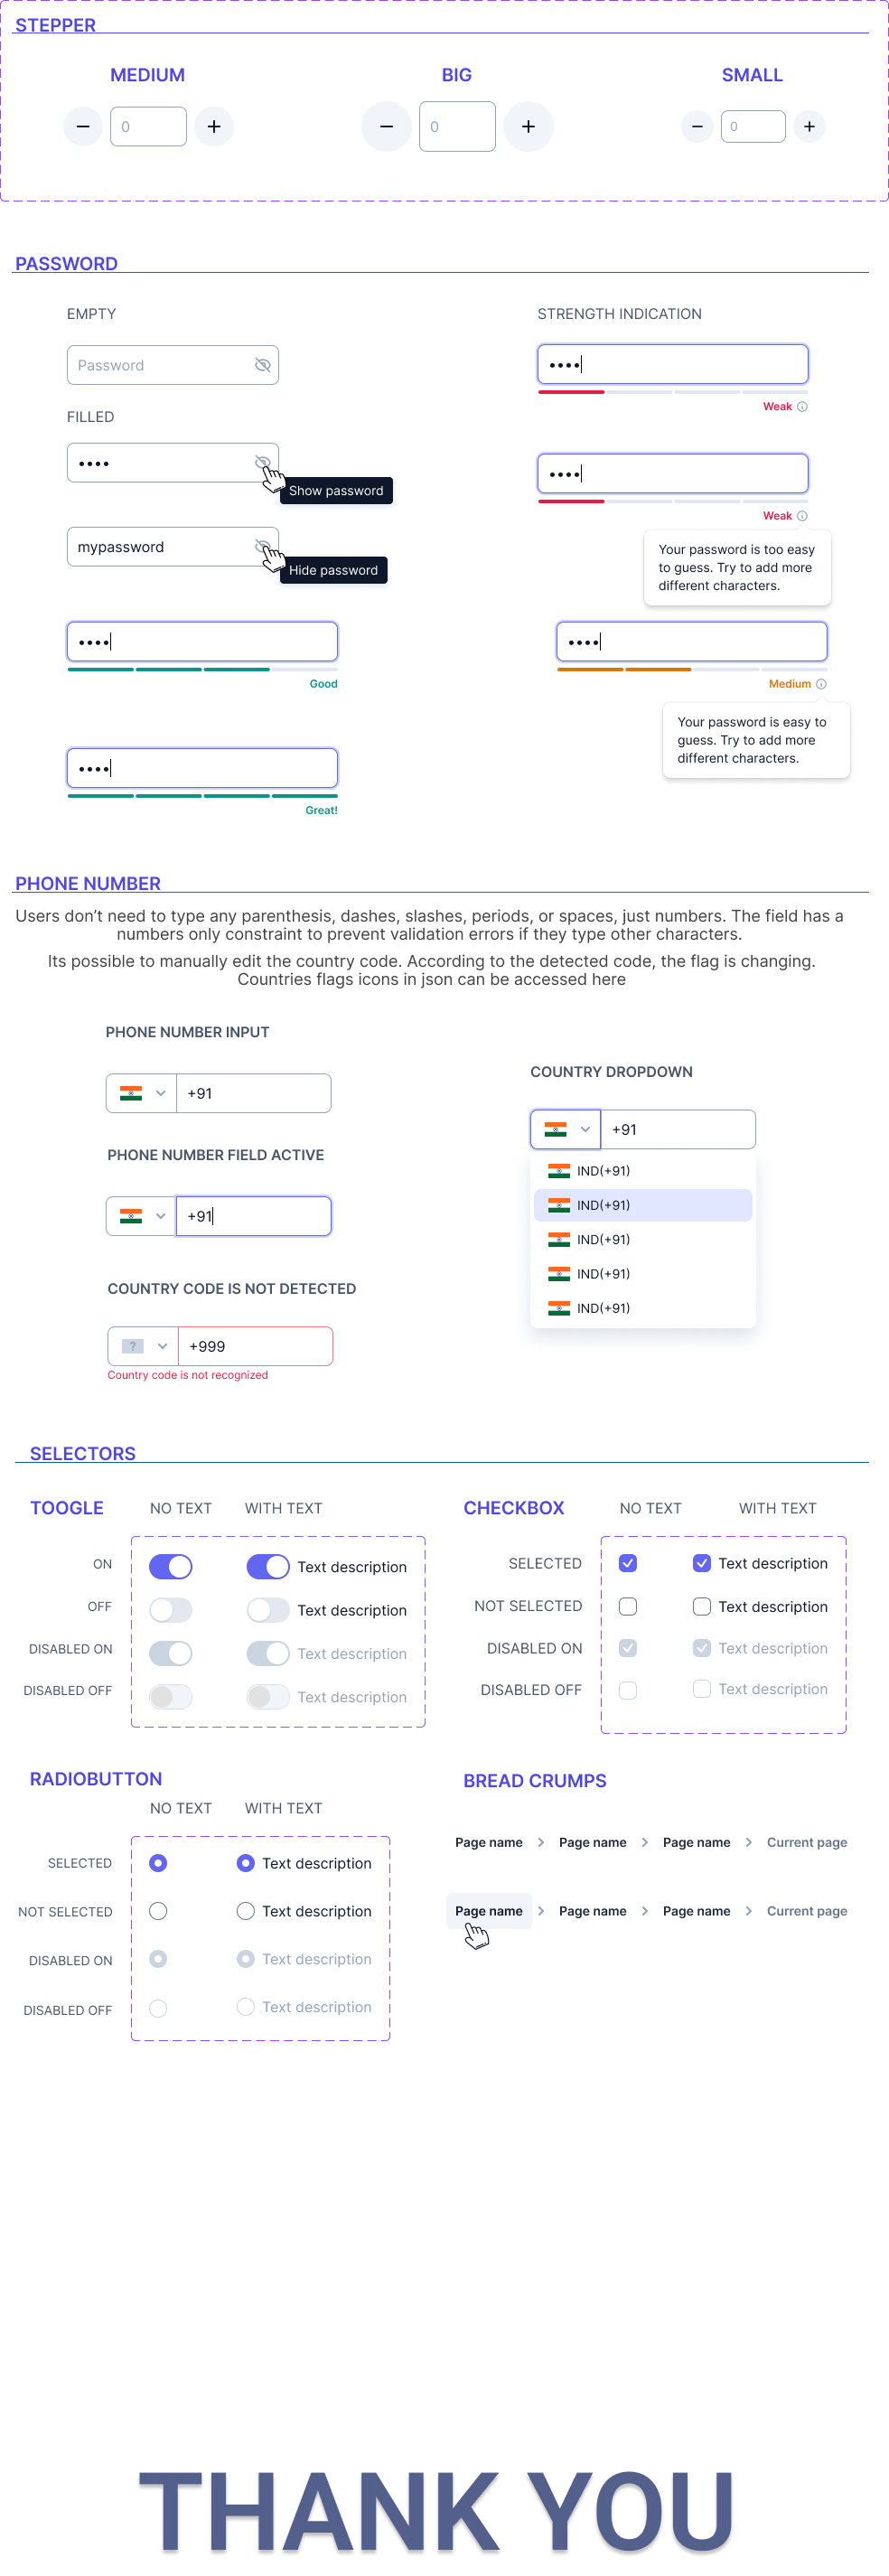 STEPPER
MEDIUM
BIG
SMALL
0
0
0
PASSWORD
EMPTY
Password
FILLED
••••
Show password
mypassword
Hide password
••••
Good
••••
Great!
STRENGTH INDICATION
••••
Weak
••••
Weak
Your password is too easy
to guess. Try to add more
different characters.
••••
Medium
Your password is easy to
guess. Try to add more
different characters.
PHONE NUMBER
Users don’t need to type any parenthesis, dashes, slashes, periods, or spaces, just numbers. The field has a
numbers only constraint to prevent validation errors if they type other characters.
Its possible to manually edit the country code. According to the detected code, the flag is changing.
Countries flags icons in json can be accessed here
PHONE NUMBER INPUT
+91
PHONE NUMBER FIELD ACTIVE
+91
COUNTRY CODE IS NOT DETECTED
? +999
Country code is not recognized
COUNTRY DROPDOWN
+91
IND(+91)
IND(+91)
IND(+91)
IND(+91)
IND(+91)
SELECTORS
TOOGLE NO TEXT WITH TEXT
ON Text description
OFF Text description
DISABLED ON Text description
DISABLED OFF Text description
CHECKBOX NO TEXT WITH TEXT
SELECTED Text description
NOT SELECTED Text description
DISABLED ON Text description
DISABLED OFF Text description
RADIOBUTTON
NO TEXT WITH TEXT
SELECTED Text description
NOT SELECTED Text description
DISABLED ON Text description
DISABLED OFF Text description
BREAD CRUMPS
Page name > Page name > Page name > Current page
Page name > Page name > Page name > Current page
THANK YOU